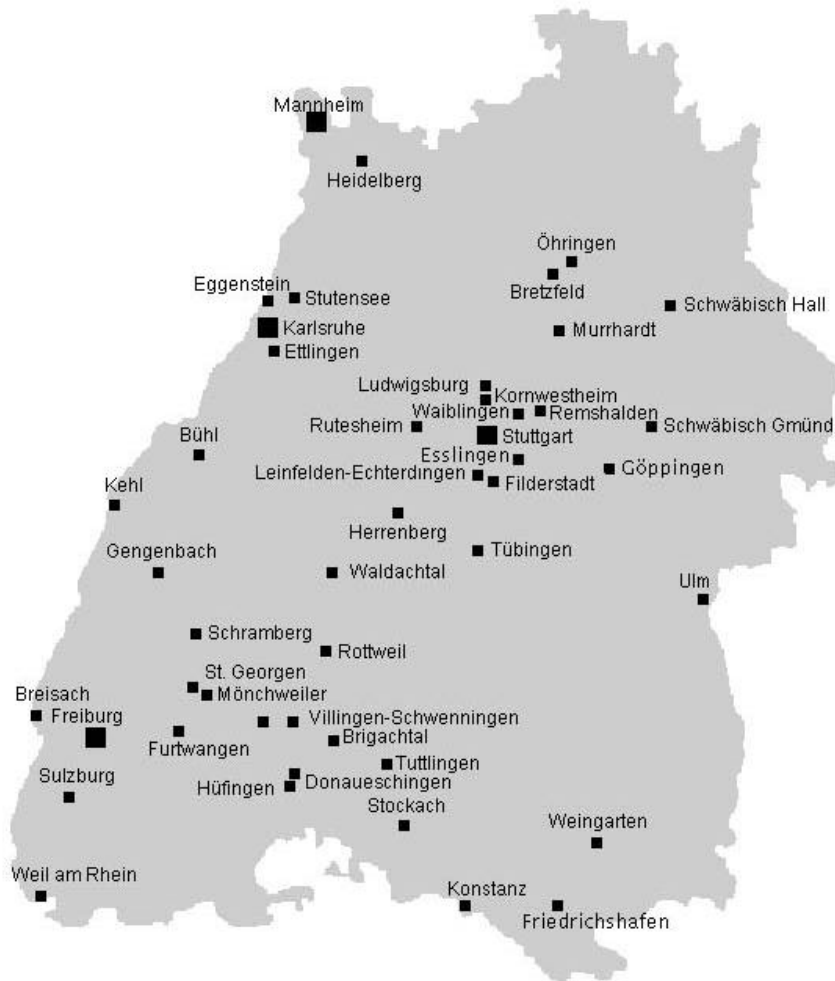 Mannheim
Heidelberg
Öhringen
Bretzfeld
Eggenstein
Stutensee
Schwäbisch Hall
Karlsruhe
Murrhardt
Ettlingen
Ludwigsburg
Kornwestheim
Waiblingen
Remshalden
Rutesheim
Schwäbisch Gmünd
Stuttgart
Bühl
Esslingen
Göppingen
Leinfelden-Echterdingen
Filderstadt
Kehl
Herrenberg
Gengenbach
Tübingen
Waldachtal
Ulm
Schramberg
Rottweil
St. Georgen
Mönchweiler
Breisach
Freiburg
Villingen-Schwenningen
Furtwangen
Brigachtal
Tuttlingen
Sulzburg
Hüfingen
Donaueschingen
Stockach
Weingarten
Weil am Rhein
Konstanz
Friedrichshafen